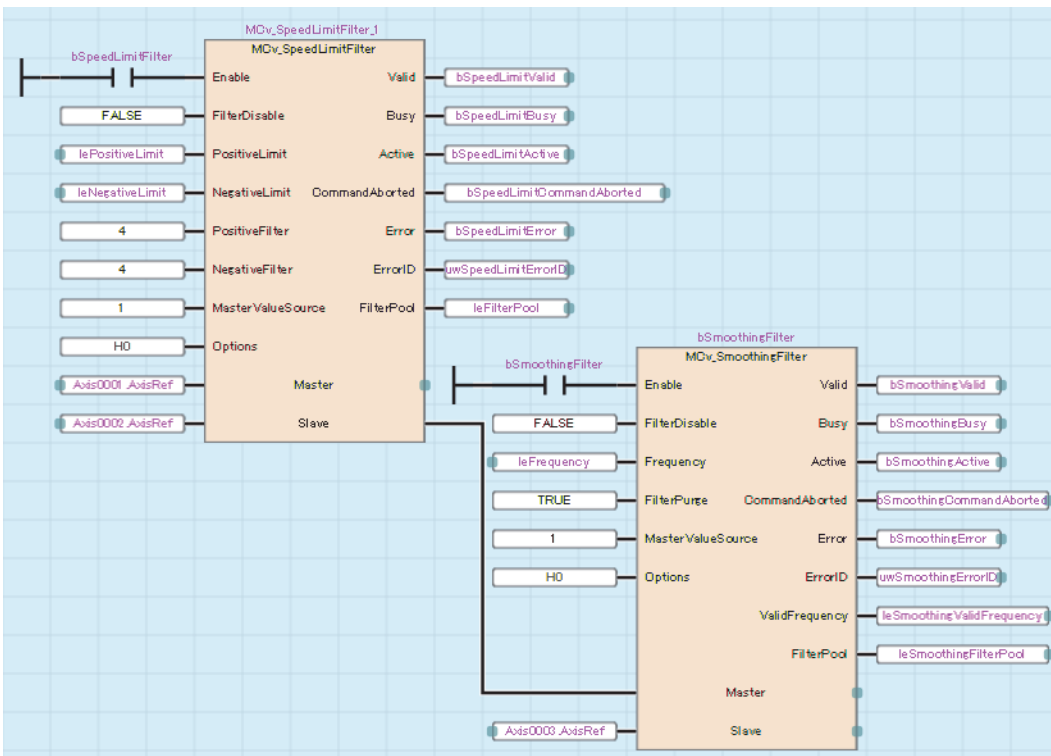 MCv_SpeedLimitFilter_1
MCv_SpeedLimitFilter
bSpeedLimitFilter
Enable Valid bSpeedLimitValid
FALSE FilterDisable Busy bSpeedLimitBusy
lePositiveLimit PositiveLimit Active bSpeedLimitActive
leNegativeLimit NegativeLimit CommandAborted bSpeedLimitCommandAborted
4 PositiveFilter Error bSpeedLimitError
4 NegativeFilter ErrorID uwSpeedLimitErrorID
1 MasterValueSource FilterPool leFilterPool
H0 Options
Axis0001.AxisRef Master
Axis0002.AxisRef Slave
bSmoothingFilter
MCv_SmoothingFilter
bSmoothingFilter
Enable Valid bSmoothingValid
FALSE FilterDisable Busy bSmoothingBusy
leFrequency Frequency Active bSmoothingActive
TRUE FilterPurge CommandAborted bSmoothingCommandAborted
1 MasterValueSource Error bSmoothingError
H0 Options ErrorID uwSmoothingErrorID
ValidFrequency leSmoothingValidFrequency
FilterPool leSmoothingFilterPool
Master
Axis0003.AxisRef Slave